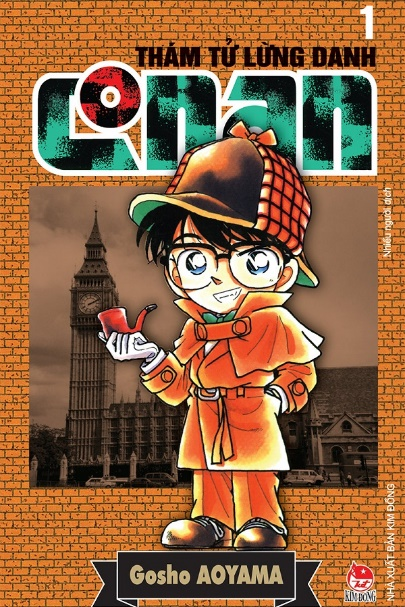 1
THÁM TỬ LỪNG DANH
Conan
Nhiều người dịch
Gosho AOYAMA
NHÀ XUẤT BẢN KIM ĐỒNG
KIM ĐỒNG